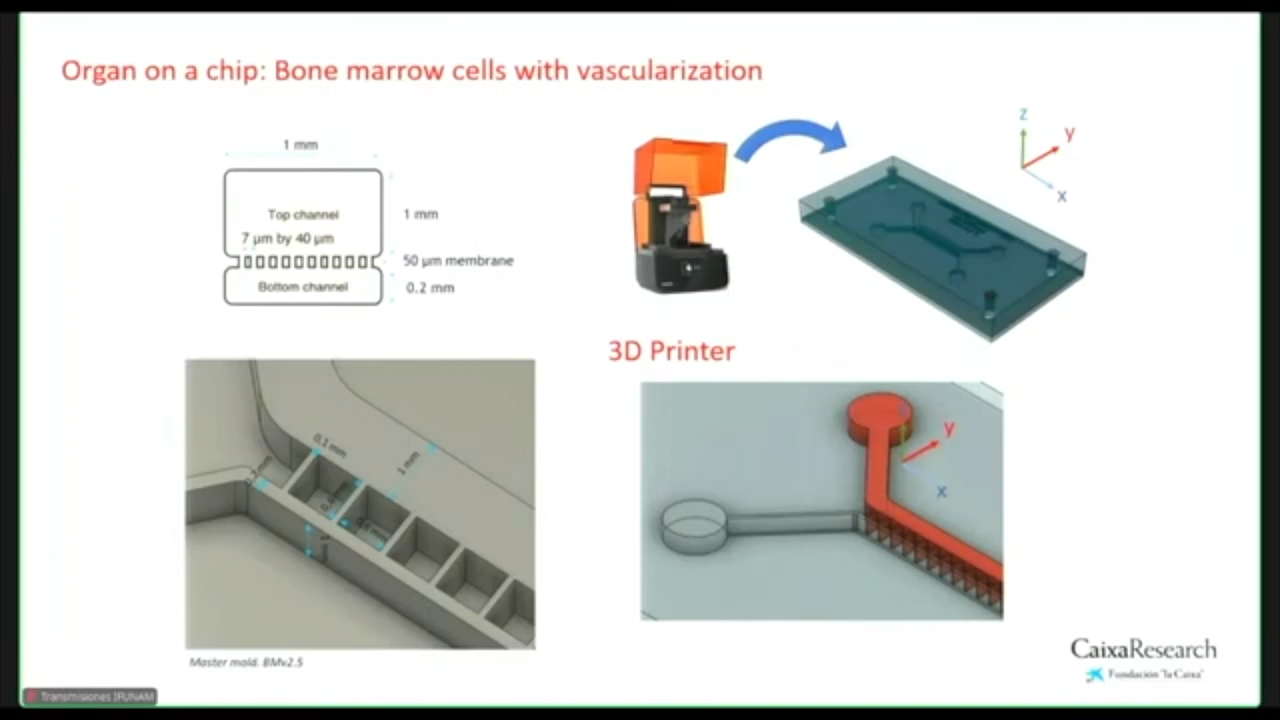 Organ on a chip: Bone marrow cells with vascularization
1 mm
Top channel
1 mm
7 µm by 40 µm
50 µm membrane
Bottom channel
0.2 mm
z
y
x
3D Printer
0.1 mm
1 mm
mm
y
x
Master mold. BMv2.5
CaixaResearch
Fundación "la Caixa"
Transmisiones IFUNAM